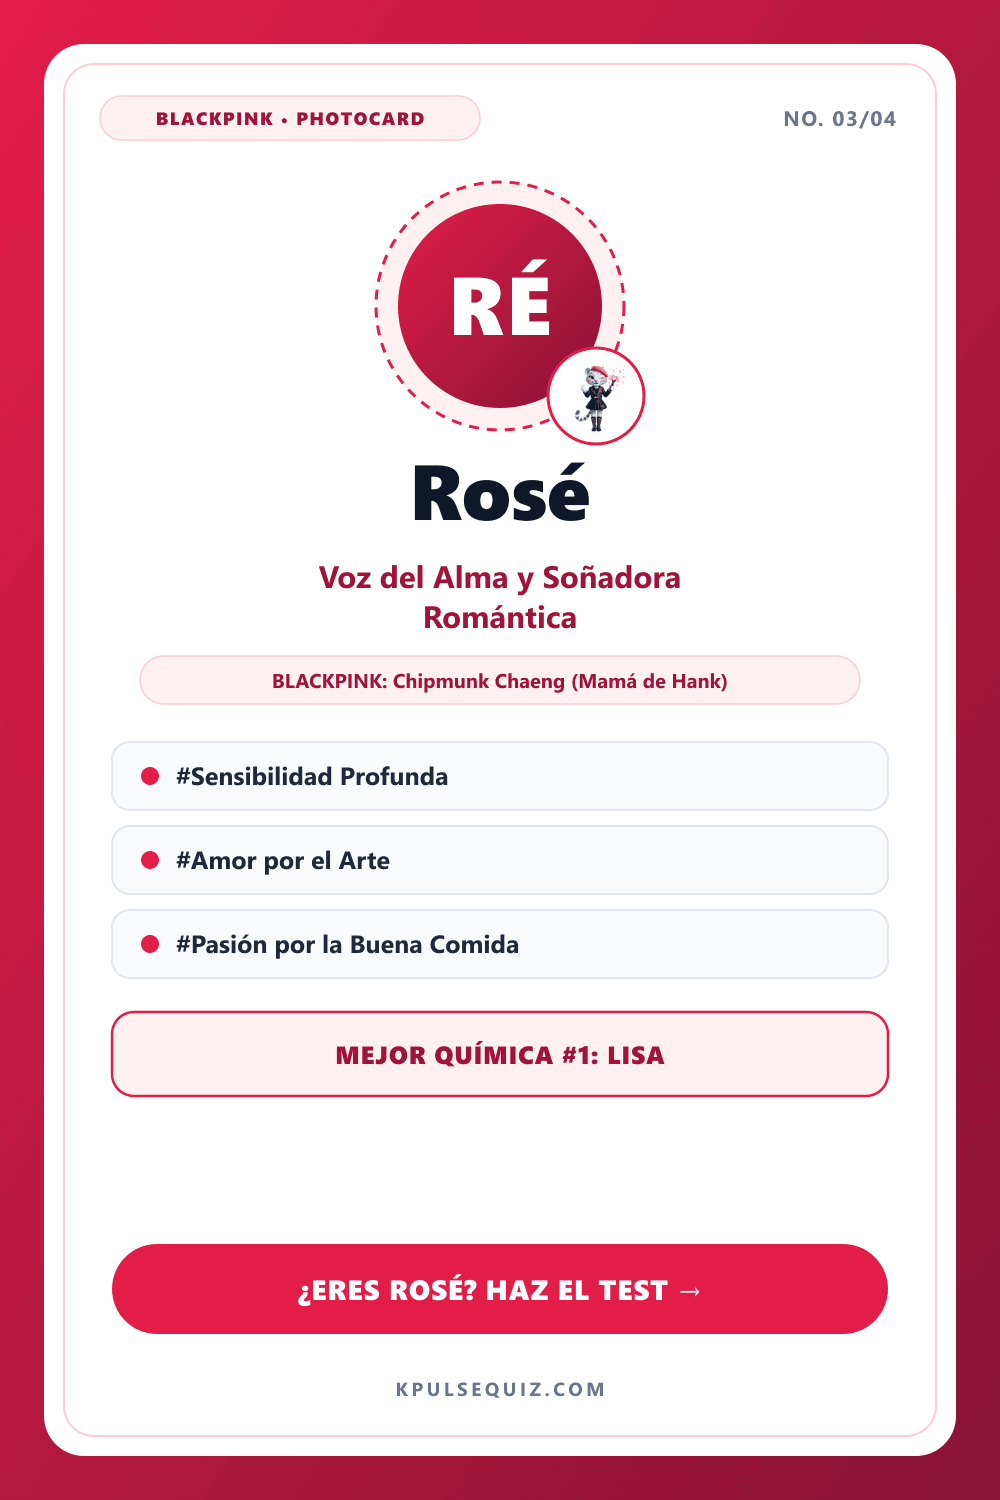 BLACKPINK • PHOTOCARD
NO. 03/04
RÉ
Rosé
Voz del Alma y Soñadora
Romántica
BLACKPINK: Chipmunk Chaeng (Mamá de Hank)
#Sensibilidad Profunda
#Amor por el Arte
#Pasión por la Buena Comida
MEJOR QUÍMICA #1: LISA
¿ERES ROSÉ? HAZ EL TEST →
KPULSEQUIZ.COM